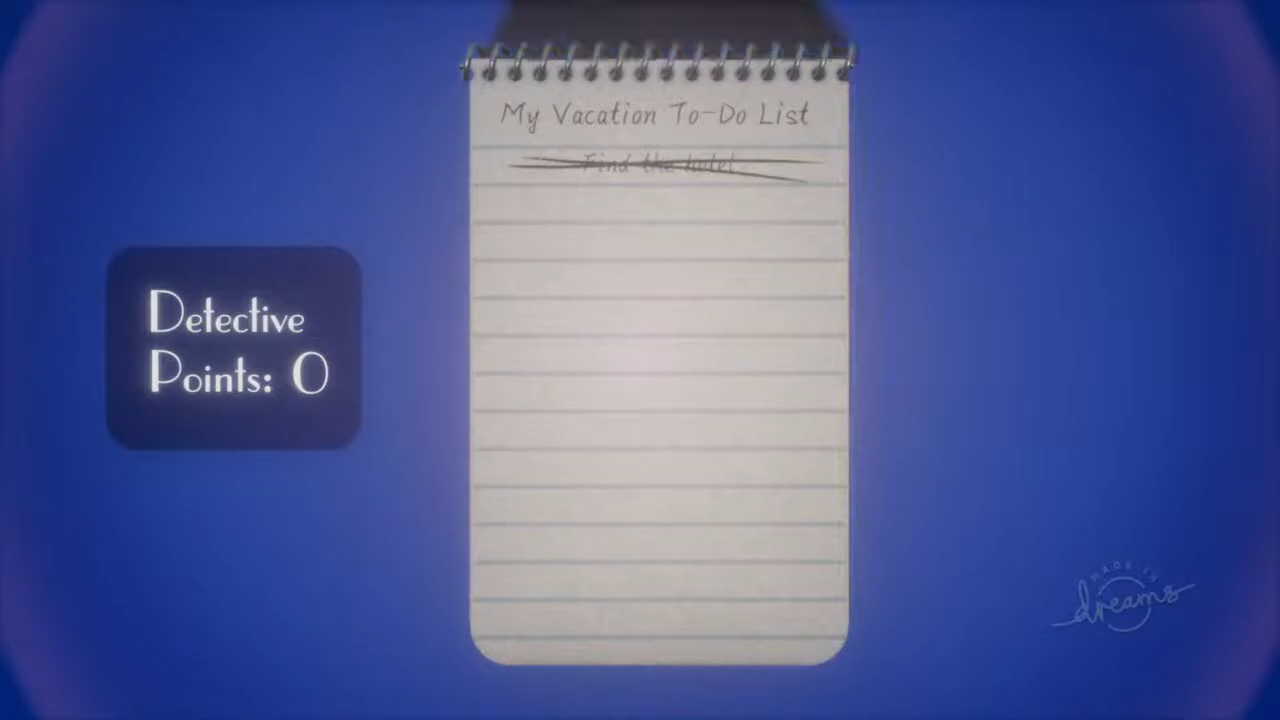 My Vacation To-Do List
Find the hotel
Detective
Points: 0
MADE IN
dreams